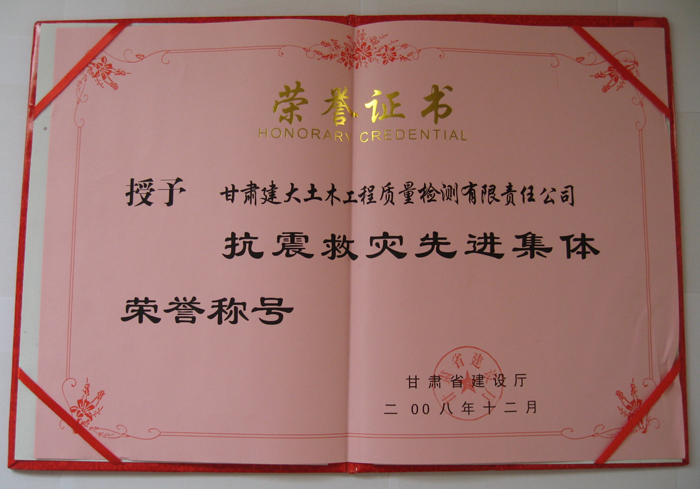 荣誉证书
HONORARY CREDENTIAL
授予 甘肃建大土木工程质量检测有限责任公司
抗震救灾先进集体
荣誉称号
甘肃省建设厅
二00八年十二月